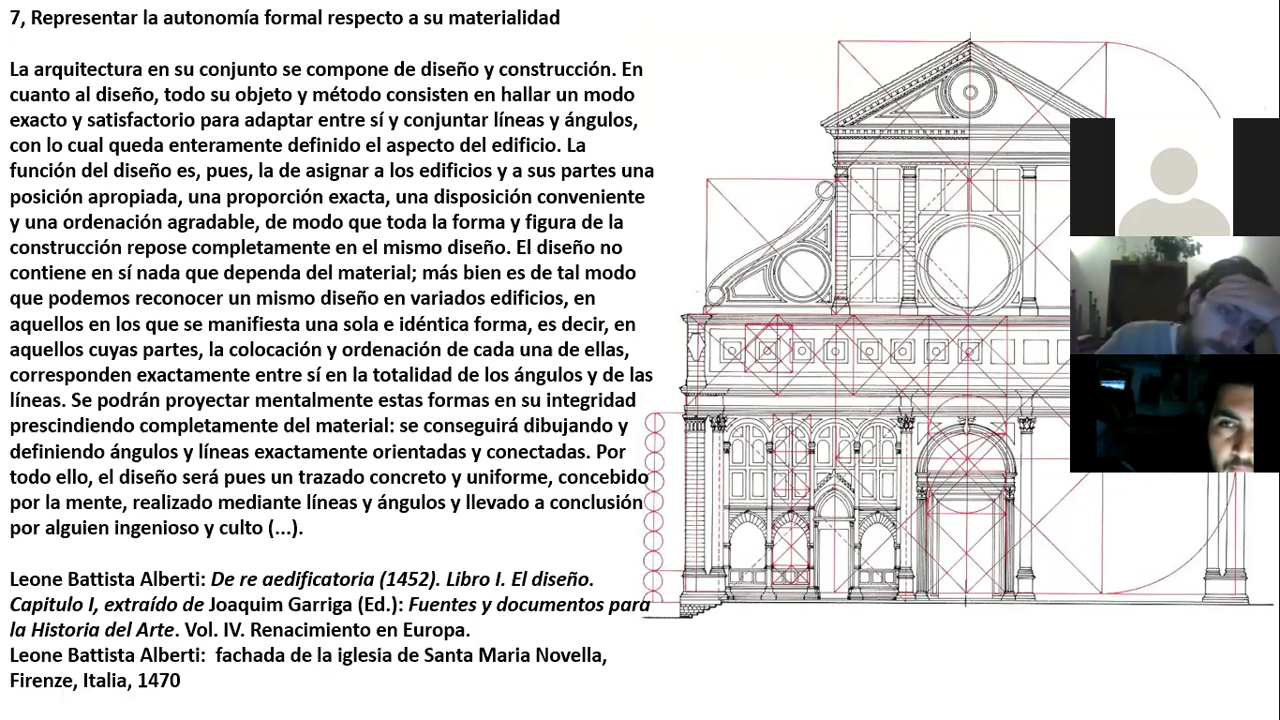 7, Representar la autonomía formal respecto a su materialidad
La arquitectura en su conjunto se compone de diseño y construcción. En
cuanto al diseño, todo su objeto y método consisten en hallar un modo
exacto y satisfactorio para adaptar entre sí y conjuntar líneas y ángulos,
con lo cual queda enteramente definido el aspecto del edificio. La
función del diseño es, pues, la de asignar a los edificios y a sus partes una
posición apropiada, una proporción exacta, una disposición conveniente
y una ordenación agradable, de modo que toda la forma y figura de la
construcción repose completamente en el mismo diseño. El diseño no
contiene en sí nada que dependa del material; más bien es de tal modo
que podemos reconocer un mismo diseño en variados edificios, en
aquellos en los que se manifiesta una sola e idéntica forma, es decir, en
aquellos cuyas partes, la colocación y ordenación de cada una de ellas,
corresponden exactamente entre sí en la totalidad de los ángulos y de las
líneas. Se podrán proyectar mentalmente estas formas en su integridad
prescindiendo completamente del material: se conseguirá dibujando y
definiendo ángulos y líneas exactamente orientadas y conectadas. Por
todo ello, el diseño será pues un trazado concreto y uniforme, concebido
por la mente, realizado mediante líneas y ángulos y llevado a conclusión
por alguien ingenioso y culto (...).
Leone Battista Alberti: De re aedificatoria (1452). Libro I. El diseño.
Capitulo I, extraído de Joaquim Garriga (Ed.): Fuentes y documentos para
la Historia del Arte. Vol. IV. Renacimiento en Europa.
Leone Battista Alberti:  fachada de la iglesia de Santa Maria Novella,
Firenze, Italia, 1470